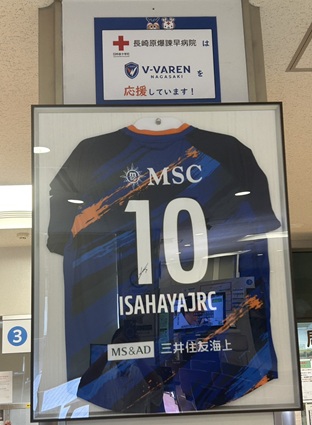 長崎原爆諫早病院 は
V-VAREN
NAGASAKI
を
応援しています！
MSC
10
ISAHAYAJRC
MS&AD 三井住友海上
3